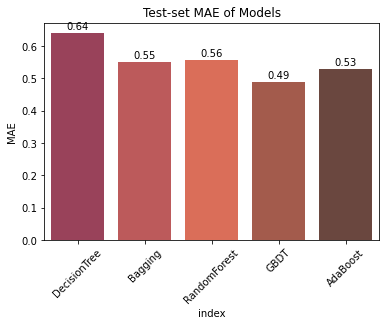 Test-set MAE of Models
MAE
0.6
0.5
0.4
0.3
0.2
0.1
0.0
0.64
0.55
0.56
0.49
0.53
DecisionTree
Bagging
RandomForest
GBDT
AdaBoost
index